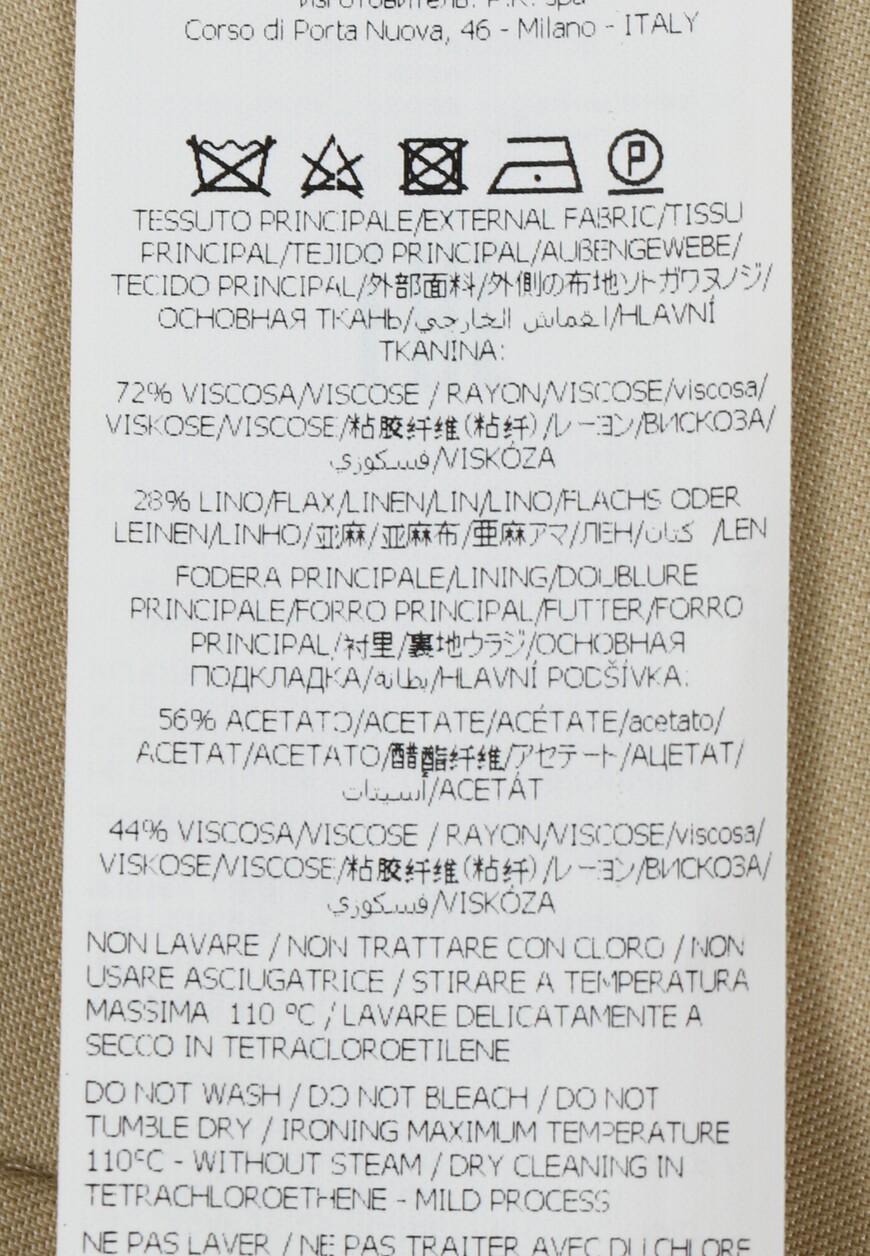 ИЗГОТОВИТЕЛЬ: P.R. spa
Corso di Porta Nuova, 46 - Milano - ITALY
P
TESSUTO PRINCIPALE/EXTERNAL FABRIC/TISSU
PRINCIPAL/TEJIDO PRINCIPAL/AUßENGEWEBE/
TECIDO PRINCIPAL/外部面料/外側の布地ソトガワヌノジ/
ОСНОВНАЯ ТКАНЬ/القماش الخارجي/HLAVNÍ
TKANINA:
72% VISCOSA/VISCOSE / RAYON/VISCOSE/viscosa/
VISKOSE/VISCOSE/粘胶纤维(粘纤)/レーヨン/ВИСКОЗА/
فسكوزي/VISKÓZA
28% LINO/FLAX/LINEN/LIN/LINO/FLACHS ODER
LEINEN/LINHO/亚麻/亚麻布/亜麻アマ/ЛЕН/كتان /LEN
FODERA PRINCIPALE/LINING/DOUBLURE
PRINCIPALE/FORRO PRINCIPAL/FUTTER/FORRO
PRINCIPAL/衬里/裏地ウラジ/ОСНОВНАЯ
ПОДКЛАДКА/بطانة/HLAVNÍ PODŠÍVKA:
56% ACETATO/ACETATE/ACÉTATE/acetato/
ACETAT/ACETATO/醋酯纤维/アセテート/АЦЕТАТ/
أسيتات/ACETÁT
44% VISCOSA/VISCOSE / RAYON/VISCOSE/viscosa/
VISKOSE/VISCOSE/粘胶纤维(粘纤)/レーヨン/ВИСКОЗА/
فسكوزي/VISKÓZA
NON LAVARE / NON TRATTARE CON CLORO / NON
USARE ASCIUGATRICE / STIRARE A TEMPERATURA
MASSIMA 110 °C / LAVARE DELICATAMENTE A
SECCO IN TETRACLOROETILENE
DO NOT WASH / DO NOT BLEACH / DO NOT
TUMBLE DRY / IRONING MAXIMUM TEMPERATURE
110°C - WITHOUT STEAM / DRY CLEANING IN
TETRACHLOROETHENE - MILD PROCESS
NE PAS LAVER / NE PAS TRAITER AVEC DU CHLORE